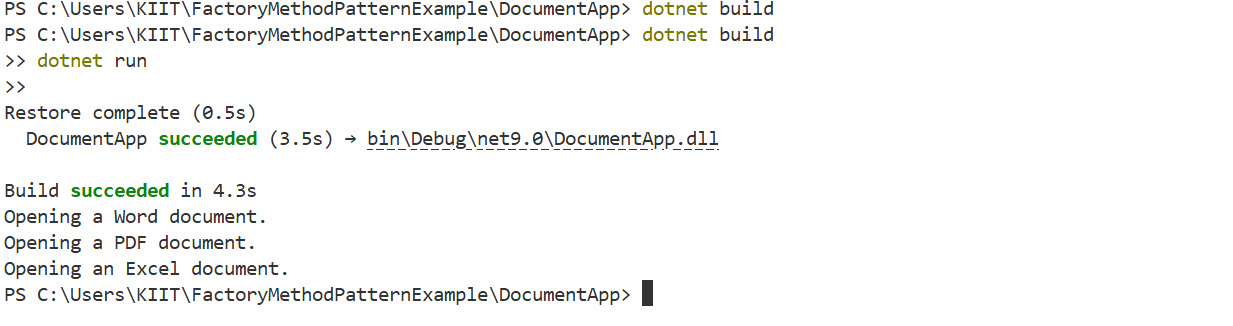 PS C:\Users\KIIT\FactoryMethodPatternExample\DocumentApp> dotnet build
PS C:\Users\KIIT\FactoryMethodPatternExample\DocumentApp> dotnet build
>> dotnet run
>>
Restore complete (0.5s)
  DocumentApp succeeded (3.5s) → bin\Debug\net9.0\DocumentApp.dll
Build succeeded in 4.3s
Opening a Word document.
Opening a PDF document.
Opening an Excel document.
PS C:\Users\KIIT\FactoryMethodPatternExample\DocumentApp>